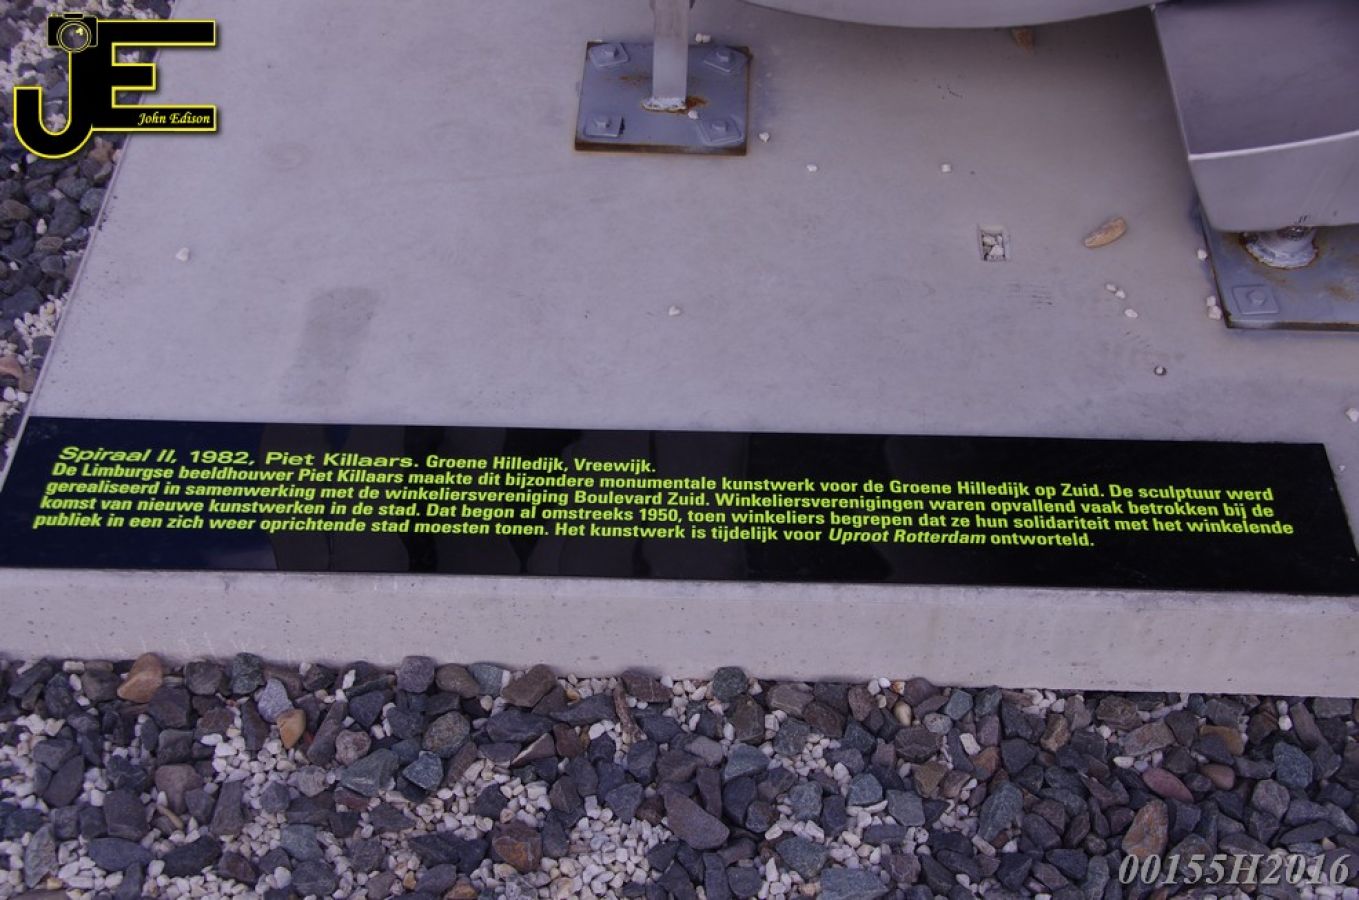 JE
John Edison
Spiraal II, 1982, Piet Killaars. Groene Hilledijk, Vreewijk.
De Limburgse beeldhouwer Piet Killaars maakte dit bijzondere monumentale kunstwerk voor de Groene Hilledijk op Zuid. De sculptuur werd
gerealiseerd in samenwerking met de winkeliersvereniging Boulevard Zuid. Winkeliersverenigingen waren opvallend vaak betrokken bij de
komst van nieuwe kunstwerken in de stad. Dat begon al omstreeks 1950, toen winkeliers begrepen dat ze hun solidariteit met het winkelende
publiek in een zich weer oprichtende stad moesten tonen. Het kunstwerk is tijdelijk voor Uproot Rotterdam ontworteld.
00155H2016